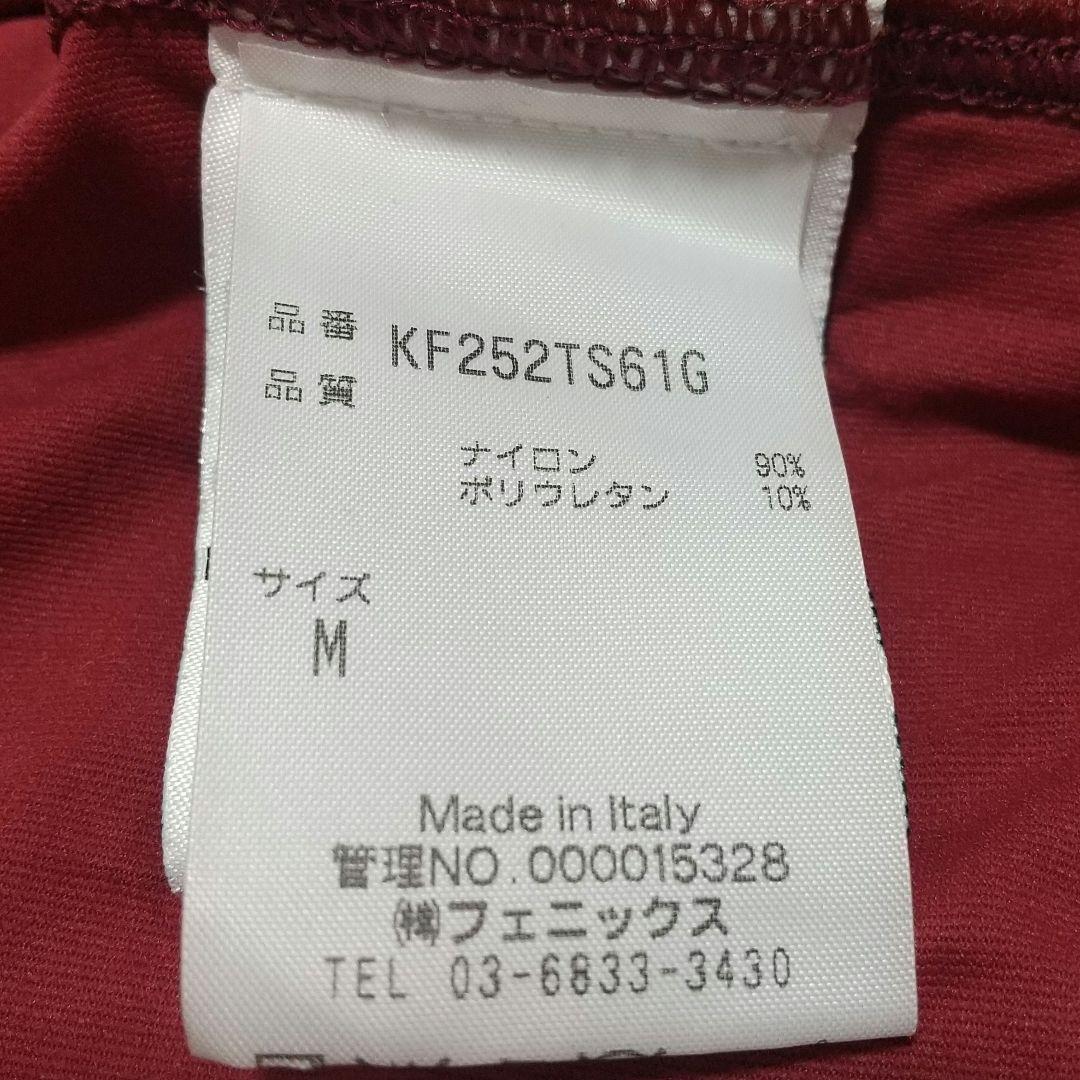 品番 KF252TS61G
品質
ナイロン 90%
ポリウレタン 10%
サイズ
M
Made in Italy
管理NO.000015328
㈱フェニックス
TEL 03-6833-3430